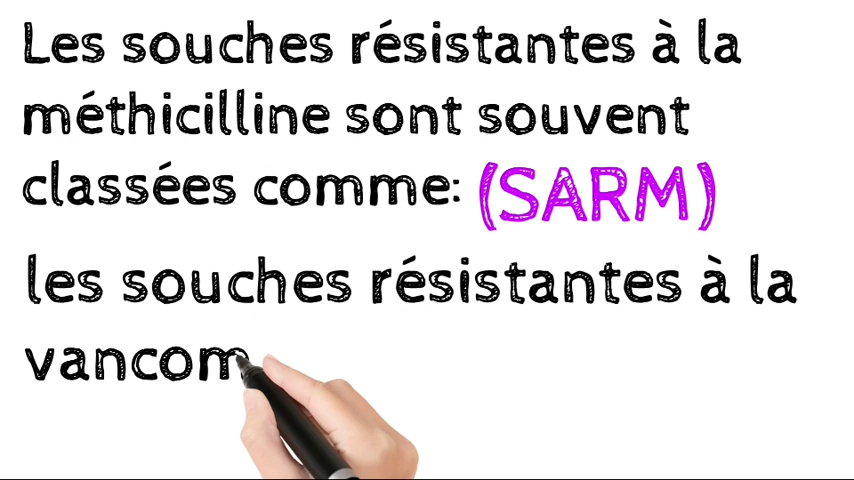 Les souches résistantes à la
méthicilline sont souvent
classées comme: (SARM)
les souches résistantes à la
vancom